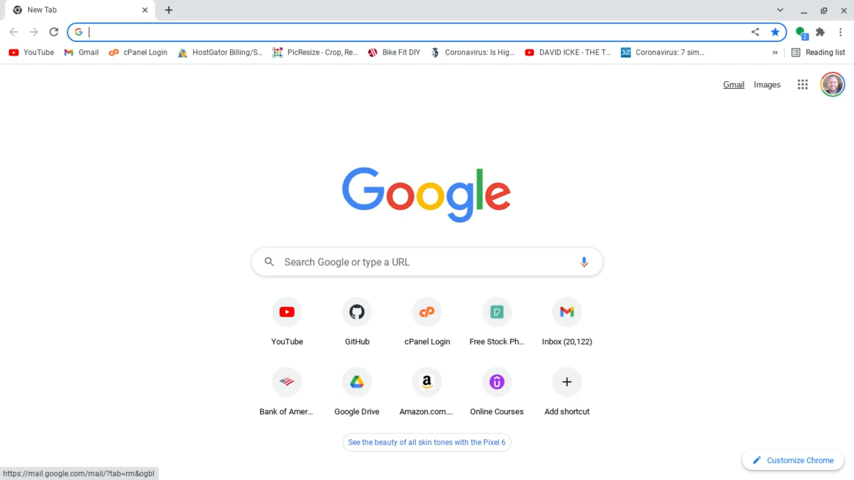 New Tab
YouTube
Gmail
cPanel Login
HostGator Billing/S...
PicResize - Crop, Re...
Bike Fit DIY
Coronavirus: Is Hig...
DAVID ICKE - THE T...
Coronavirus: 7 sim...
»
Reading list
Gmail
Images
Google
Search Google or type a URL
YouTube
GitHub
cPanel Login
Free Stock Ph...
Inbox (20,122)
Bank of Amer...
Google Drive
Amazon.com...
Online Courses
Add shortcut
See the beauty of all skin tones with the Pixel 6
Customize Chrome
https://mail.google.com/mail/?tab=rm&ogbl